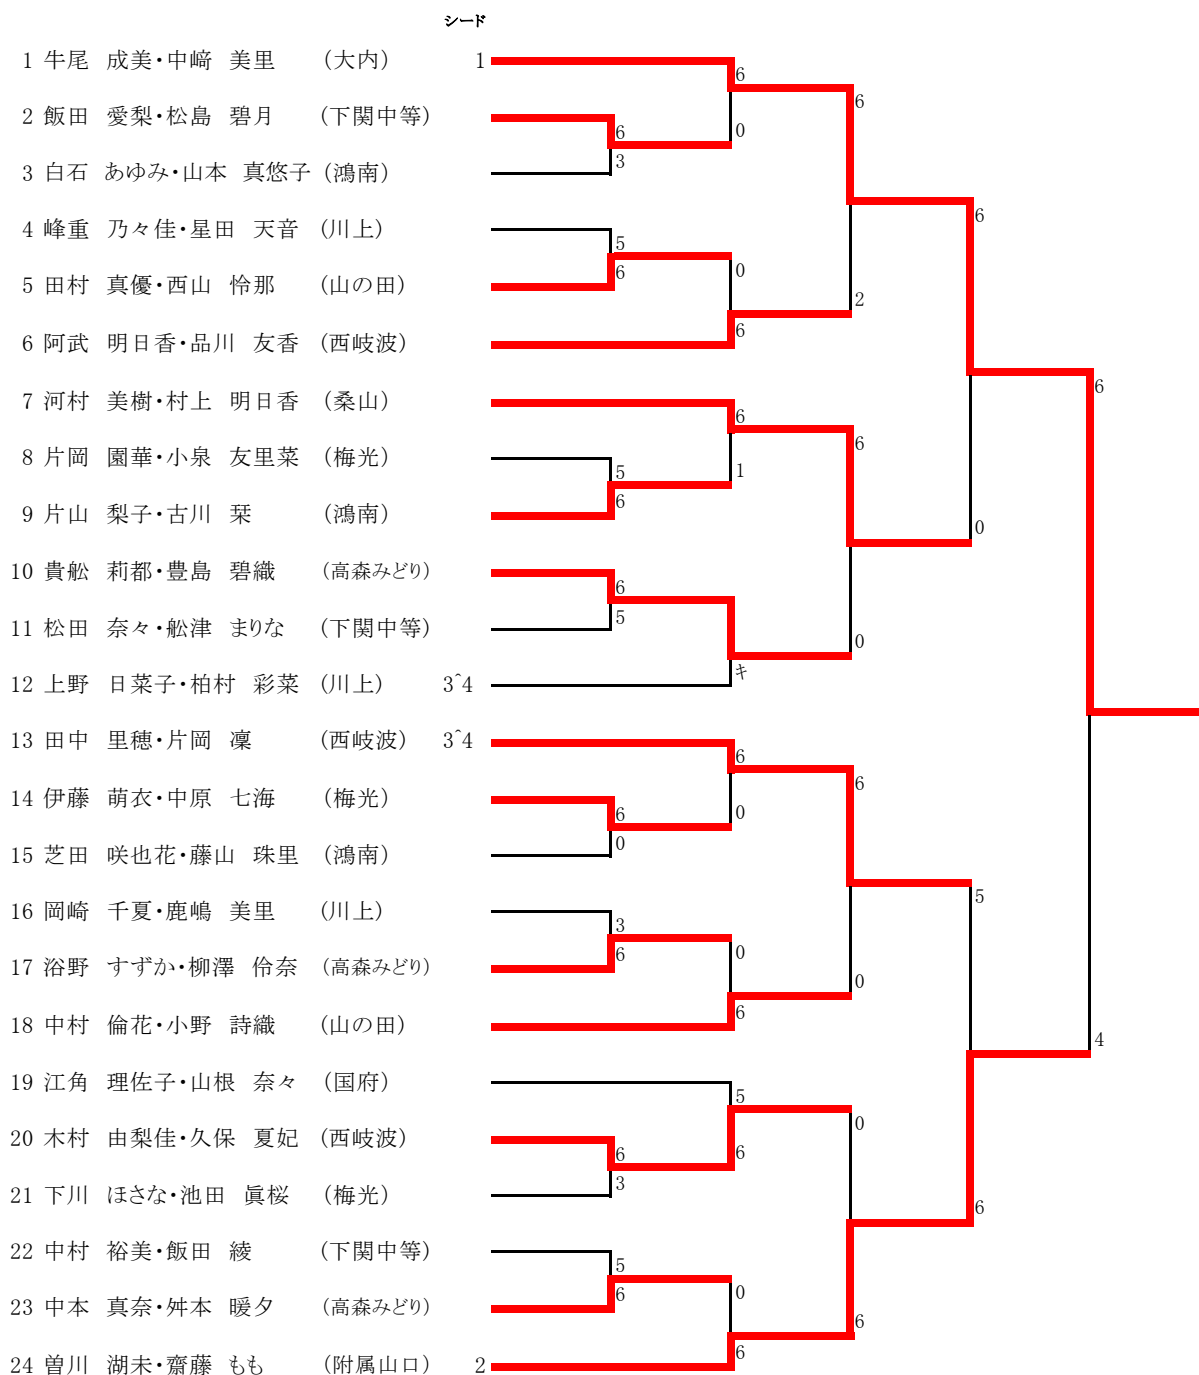 シード
1 牛尾 成美・中﨑 美里 (大内) 1
6
6
2 飯田 愛梨・松島 碧月 (下関中等)
6
0
3
3 白石 あゆみ・山本 真悠子 (鴻南)
6
4 峰重 乃々佳・星田 天音 (川上)
5
6
0
5 田村 真優・西山 怜那 (山の田)
2
6
6 阿武 明日香・品川 友香 (西岐波)
6
7 河村 美樹・村上 明日香 (桑山)
6
6
8 片岡 園華・小泉 友里菜 (梅光)
5
1
6
9 片山 梨子・古川 栞 (鴻南)
0
10 貴舩 莉都・豊島 碧織 (高森みどり)
6
5
11 松田 奈々・舩津 まりな (下関中等)
0
キ
12 上野 日菜子・柏村 彩菜 (川上) 3^4
13 田中 里穂・片岡 凜 (西岐波) 3^4
6
6
14 伊藤 萌衣・中原 七海 (梅光)
6
0
0
15 芝田 咲也花・藤山 珠里 (鴻南)
5
16 岡崎 千夏・鹿嶋 美里 (川上)
3
6
0
17 浴野 すずか・柳澤 伶奈 (高森みどり)
0
6
18 中村 倫花・小野 詩織 (山の田)
4
19 江角 理佐子・山根 奈々 (国府)
5
0
20 木村 由梨佳・久保 夏妃 (西岐波)
6
6
3
21 下川 ほさな・池田 眞桜 (梅光)
6
22 中村 裕美・飯田 綾 (下関中等)
5
6
0
23 中本 真奈・舛本 暖夕 (高森みどり)
6
6
24 曽川 湖未・齋藤 もも (附属山口) 2